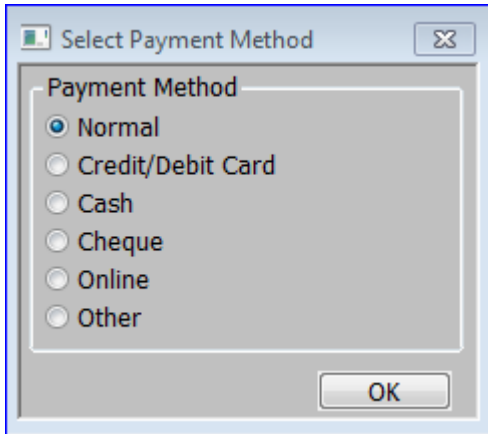 Select Payment Method
Payment Method
Normal
Credit/Debit Card
Cash
Cheque
Online
Other
OK